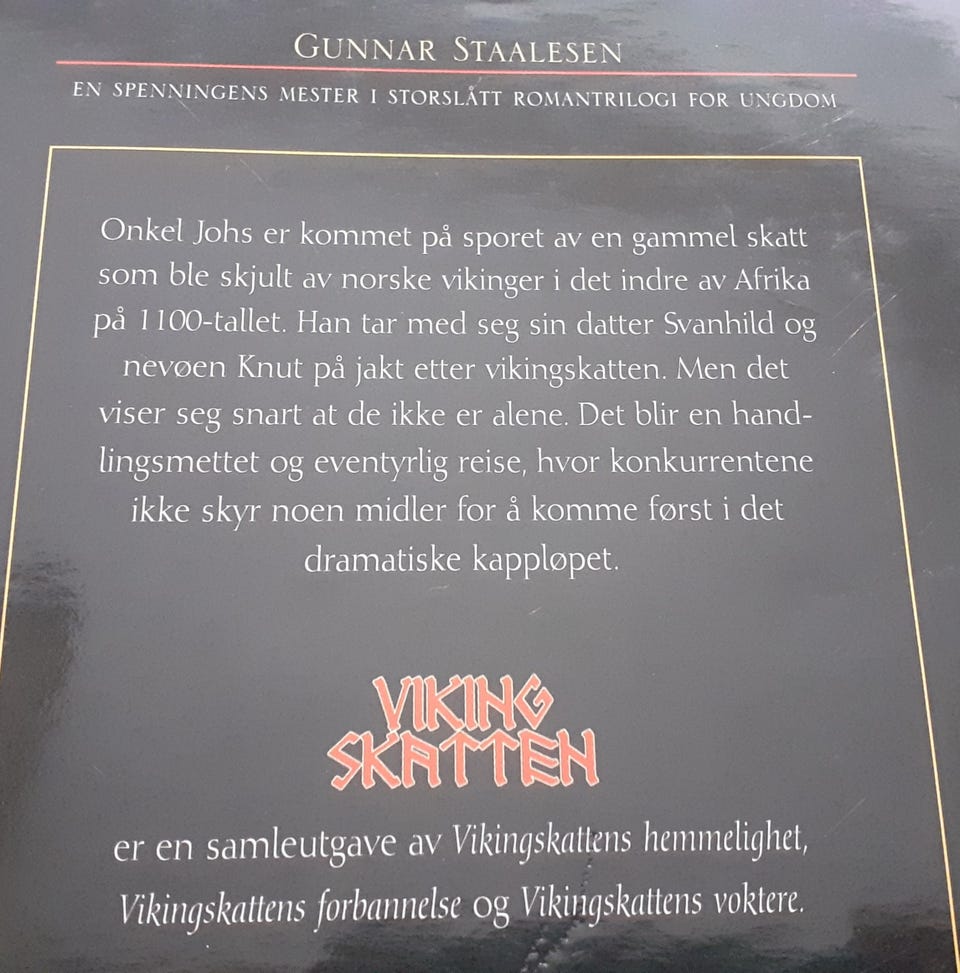 GUNNAR STAALESEN
EN SPENNINGENS MESTER I STORSLÅTT ROMANTRILOGI FOR UNGDOM
Onkel Johs er kommet på sporet av en gammel skatt
som ble skjult av norske vikinger i det indre av Afrika
på 1100-tallet. Han tar med seg sin datter Svanhild og
nevøen Knut på jakt etter vikingskatten. Men det
viser seg snart at de ikke er alene. Det blir en hand-
lingsmettet og eventyrlig reise, hvor konkurrentene
ikke skyr noen midler for å komme først i det
dramatiske kappløpet.
VIKING
SKATTEN
er en samleutgave av Vikingskattens hemmelighet,
Vikingskattens forbannelse og Vikingskattens voktere.